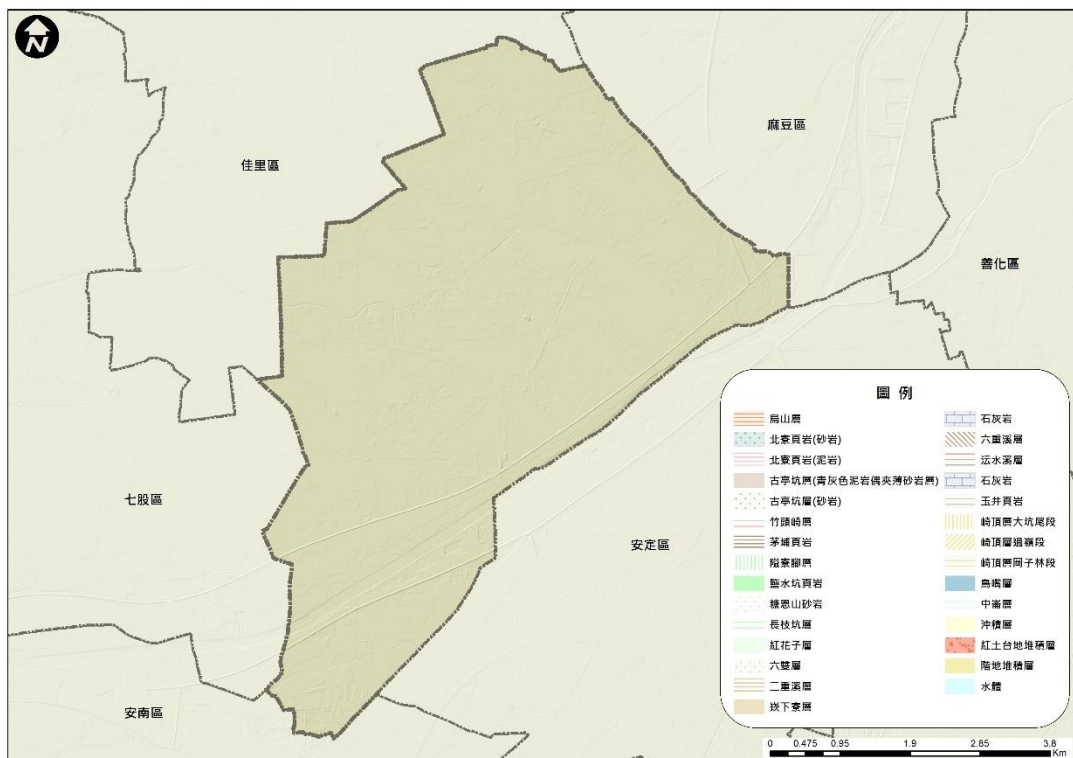 N
麻豆區
佳里區
善化區
七股區
安定區
安南區
圖例
烏山層
北寮頁岩(砂岩)
北寮頁岩(泥岩)
古亭坑層(青灰色泥岩偶夾薄砂岩層)
古亭坑層(砂岩)
竹頭崎層
茅埔頁岩
隘寮腳層
鹽水坑頁岩
糖恩山砂岩
長枝坑層
紅花子層
六雙層
二重溪層
崁下寮層
石灰岩
六重溪層
澐水溪層
石灰岩
玉井頁岩
崎頂層大坑尾段
崎頂層過嶺段
崎頂層岡子林段
鳥嘴層
中崙層
沖積層
紅土台地堆積層
階地堆積層
水體
0 0.475 0.95 1.9 2.85 3.8
Km